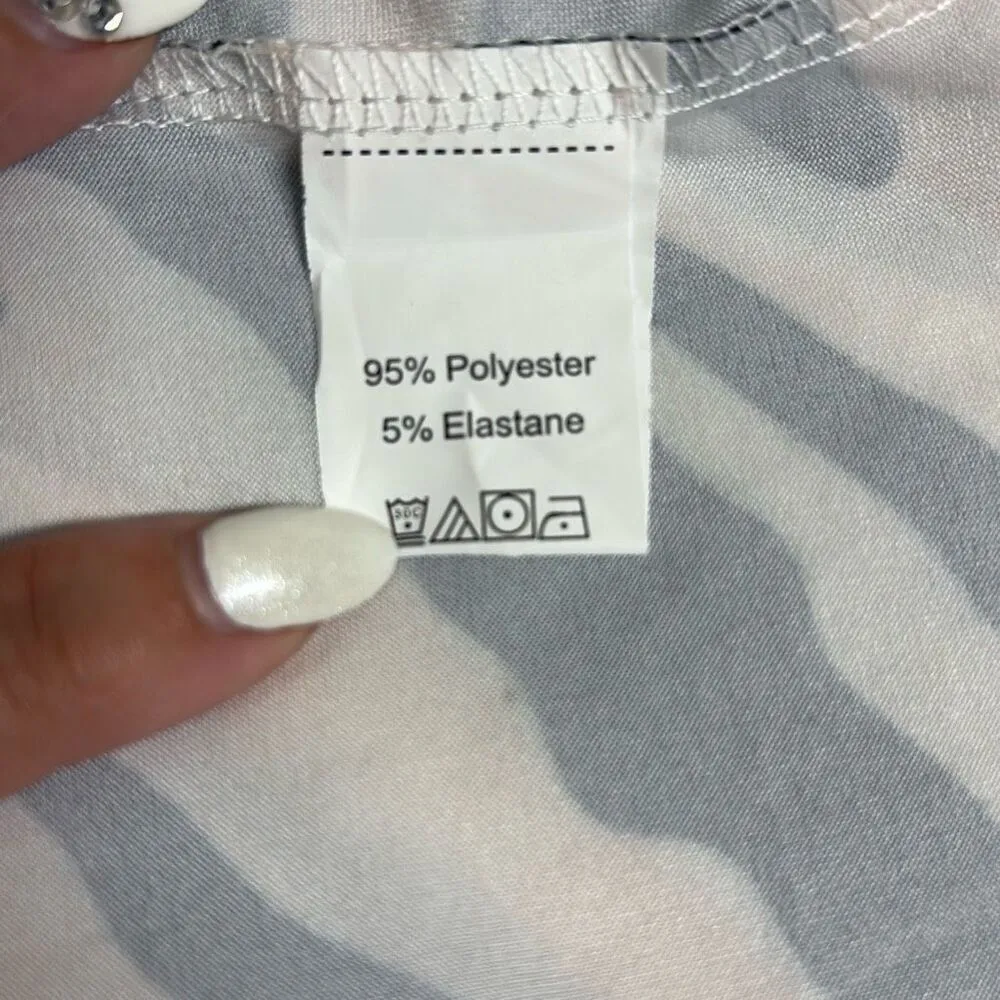 95% Polyester
5% Elastane